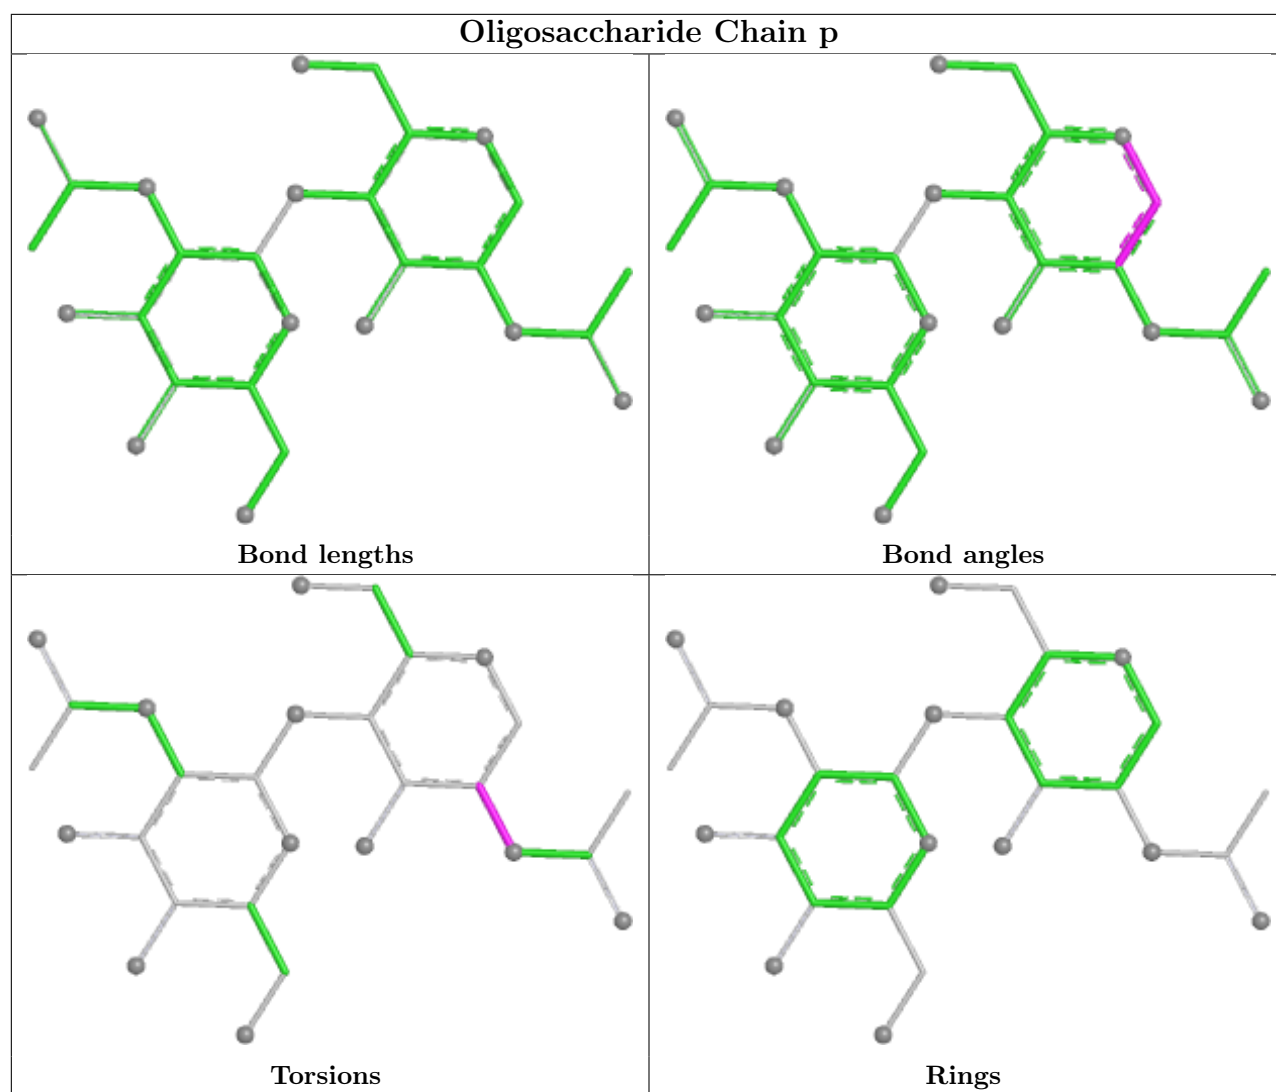 Oligosaccharide Chain p
Bond lengths
Bond angles
Torsions
Rings